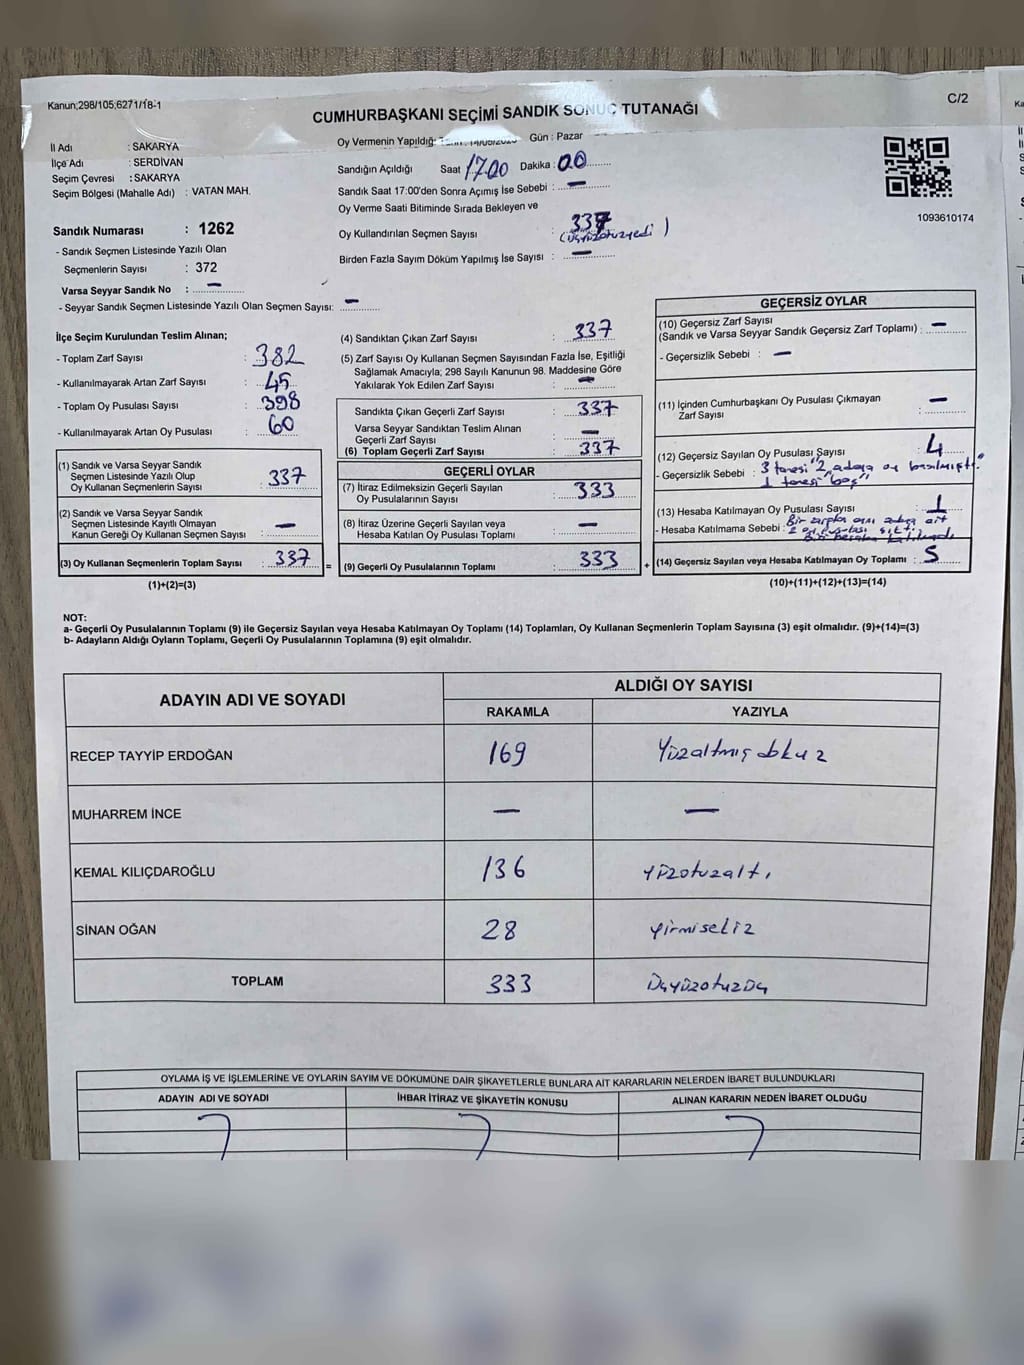 Kanun;298/105;6271/18-1
C/2
CUMHURBAŞKANI SEÇİMİ SANDIK SONUÇ TUTANAĞI
İl Adı : SAKARYA
İlçe Adı : SERDİVAN
Seçim Çevresi : SAKARYA
Seçim Bölgesi (Mahalle Adı) : VATAN MAH.
Sandık Numarası : 1262
- Sandık Seçmen Listesinde Yazılı Olan
Seçmenlerin Sayısı : 372
Varsa Seyyar Sandık No : —
- Seyyar Sandık Seçmen Listesinde Yazılı Olan Seçmen Sayısı: —
Oy Vermenin Yapıldığı Gün : Pazar
Sandığın Açıldığı Saat 17.00 Dakika : 00
Sandık Saat 17:00'den Sonra Açımış İse Sebebi : —
Oy Verme Saati Bitiminde Sırada Bekleyen ve
Oy Kullandırılan Seçmen Sayısı : 337
(üçyüzotuzyedi)
Birden Fazla Sayım Döküm Yapılmış İse Sayısı : —
1093610174
İlçe Seçim Kurulundan Teslim Alınan;
- Toplam Zarf Sayısı : 382
- Kullanılmayarak Artan Zarf Sayısı : 45
- Toplam Oy Pusulası Sayısı : 398
- Kullanılmayarak Artan Oy Pusulası : 60
(1) Sandık ve Varsa Seyyar Sandık
Seçmen Listesinde Yazılı Olup
Oy Kullanan Seçmenlerin Sayısı : 337
(2) Sandık ve Varsa Seyyar Sandık
Seçmen Listesinde Kayıtlı Olmayan
Kanun Gereği Oy Kullanan Seçmen Sayısı : —
(3) Oy Kullanan Seçmenlerin Toplam Sayısı : 337
(1)+(2)=(3)
(4) Sandıktan Çıkan Zarf Sayısı : 337
(5) Zarf Sayısı Oy Kullanan Seçmen Sayısından Fazla İse, Eşitliği
Sağlamak Amacıyla; 298 Sayılı Kanunun 98. Maddesine Göre
Yakılarak Yok Edilen Zarf Sayısı : —
Sandıkta Çıkan Geçerli Zarf Sayısı : 337
Varsa Seyyar Sandıktan Teslim Alınan
Geçerli Zarf Sayısı : —
(6) Toplam Geçerli Zarf Sayısı : 337
GEÇERLİ OYLAR
(7) İtiraz Edilmeksizin Geçerli Sayılan
Oy Pusulalarının Sayısı : 333
(8) İtiraz Üzerine Geçerli Sayılan veya
Hesaba Katılan Oy Pusulaları Toplamı : —
= (9) Geçerli Oy Pusulalarının Toplamı : 333
GEÇERSİZ OYLAR
(10) Geçersiz Zarf Sayısı
(Sandık ve Varsa Seyyar Sandık Geçersiz Zarf Toplamı) : —
- Geçersizlik Sebebi : —
(11) İçinden Cumhurbaşkanı Oy Pusulası Çıkmayan
Zarf Sayısı : —
(12) Geçersiz Sayılan Oy Pusulası Sayısı : 4
- Geçersizlik Sebebi : 3 tanesi "2 adaya oy basılmıştı."
1 tanesi "boş"
(13) Hesaba Katılmayan Oy Pusulası Sayısı : 1
- Hesaba Katılmama Sebebi : Bir zarftan aynı adaya ait
2 oy pusulası çıktı.
+ (14) Geçersiz Sayılan veya Hesaba Katılmayan Oy Toplamı : 5
(10)+(11)+(12)+(13)=(14)
NOT:
a- Geçerli Oy Pusulalarının Toplamı (9) ile Geçersiz Sayılan veya Hesaba Katılmayan Oy Toplamı (14) Toplamları, Oy Kullanan Seçmenlerin Toplam Sayısına (3) eşit olmalıdır. (9)+(14)=(3)
b- Adayların Aldığı Oyların Toplamı, Geçerli Oy Pusulalarının Toplamına (9) eşit olmalıdır.
ADAYIN ADI VE SOYADI
ALDIĞI OY SAYISI
RAKAMLA YAZIYLA
RECEP TAYYİP ERDOĞAN 169 Yüzaltmış dokuz
MUHARREM İNCE — —
KEMAL KILIÇDAROĞLU 136 yüzotuzaltı
SİNAN OĞAN 28 yirmisekiz
TOPLAM 333 üçyüzotuzüç
OYLAMA İŞ VE İŞLEMLERİNE VE OYLARIN SAYIM VE DÖKÜMÜNE DAİR ŞİKAYETLERLE BUNLARA AİT KARARLARIN NELERDEN İBARET BULUNDUKLARI
ADAYIN ADI VE SOYADI İHBAR İTİRAZ VE ŞİKAYETİN KONUSU ALINAN KARARIN NEDEN İBARET OLDUĞU